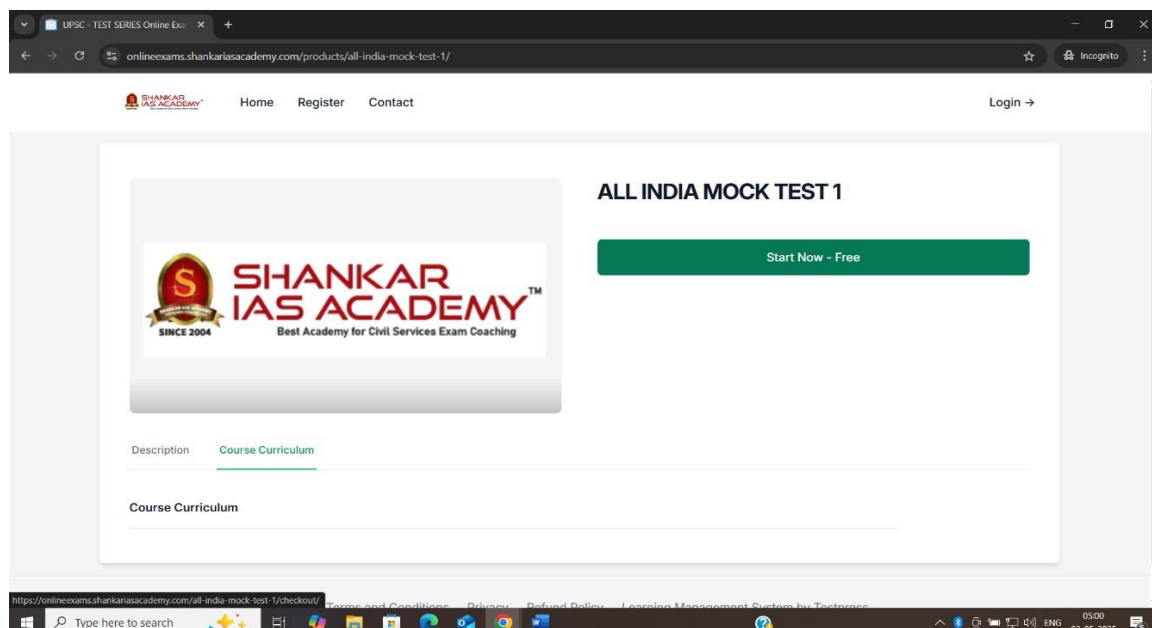 UPSC - TEST SERIES Online Exa
onlineexams.shankariasacademy.com/products/all-india-mock-test-1/
Incognito
SHANKAR IAS ACADEMY
Home Register Contact
Login →
ALL INDIA MOCK TEST 1
Start Now - Free
S
SHANKAR
IAS ACADEMY™
SINCE 2004
Best Academy for Civil Services Exam Coaching
Description Course Curriculum
Course Curriculum
https://onlineexams.shankariasacademy.com/all-india-mock-test-1/checkout/
Terms and Conditions Privacy Refund Policy Learning Management System by Testpress
Type here to search
ENG
05:00